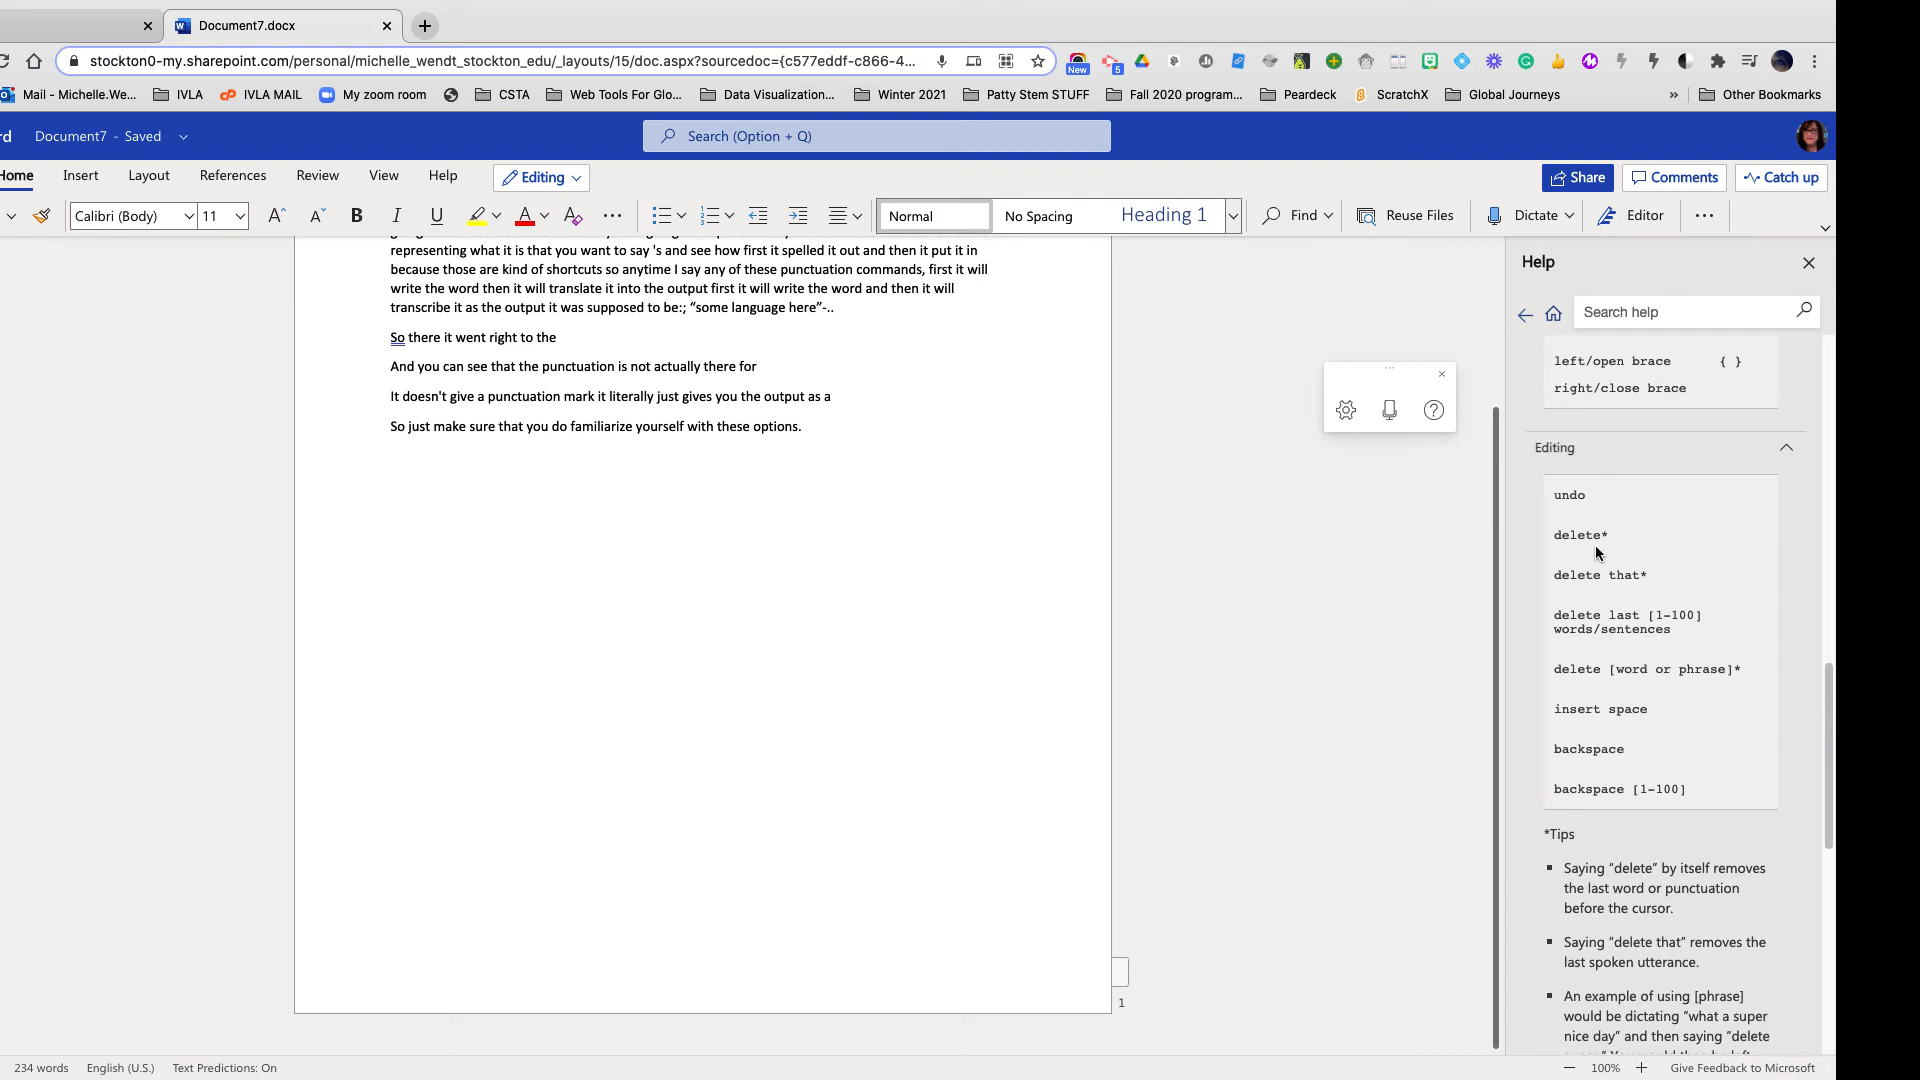 Document7.docx
stockton0-my.sharepoint.com/personal/michelle_wendt_stockton_edu/_layouts/15/doc.aspx?sourcedoc={c577eddf-c866-4...
New
5
Mail - Michelle.We...
IVLA
IVLA MAIL
My zoom room
CSTA
Web Tools For Glo...
Data Visualization...
Winter 2021
Patty Stem STUFF
Fall 2020 program...
Peardeck
ScratchX
Global Journeys
»
Other Bookmarks
rd
Document7 - Saved
Search (Option + Q)
Home
Insert
Layout
References
Review
View
Help
Editing
Share
Comments
Catch up
Calibri (Body)
11
A
A
B
I
U
A
A
Normal
No Spacing
Heading 1
Find
Reuse Files
Dictate
Editor
representing what it is that you want to say 's and see how first it spelled it out and then it put it in
because those are kind of shortcuts so anytime I say any of these punctuation commands, first it will
write the word then it will translate it into the output first it will write the word and then it will
transcribe it as the output it was supposed to be:; “some language here”-..
So there it went right to the
And you can see that the punctuation is not actually there for
It doesn't give a punctuation mark it literally just gives you the output as a
So just make sure that you do familiarize yourself with these options.
1
Help
Search help
left/open brace { }
right/close brace
Editing
undo
delete*
delete that*
delete last [1-100]
words/sentences
delete [word or phrase]*
insert space
backspace
backspace [1-100]
*Tips
Saying “delete” by itself removes
the last word or punctuation
before the cursor.
Saying “delete that” removes the
last spoken utterance.
An example of using [phrase]
would be dictating “what a super
nice day” and then saying “delete
234 words
English (U.S.)
Text Predictions: On
100%
Give Feedback to Microsoft